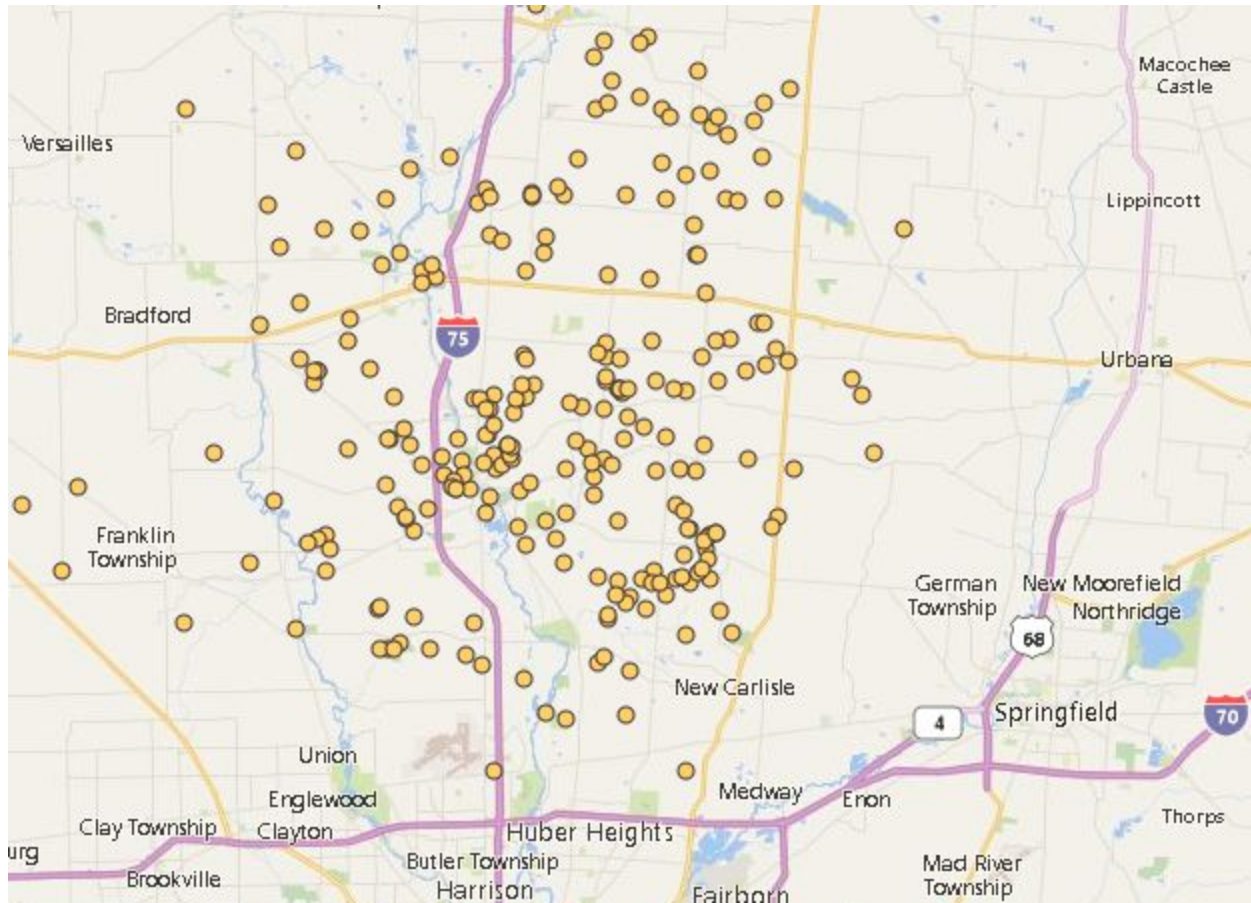 Macochee
Castle
Versailles
Lippincott
Bradford
75
Urbana
Franklin
Township
German
Township
New Moorefield
Northridge
68
New Carlisle
4
Springfield
70
Union
Medway
Enon
Englewood
Clay Township
Clayton
Huber Heights
Thorps
urg
Butler Township
Brookville
Harrison
Mad River
Township
Fairborn